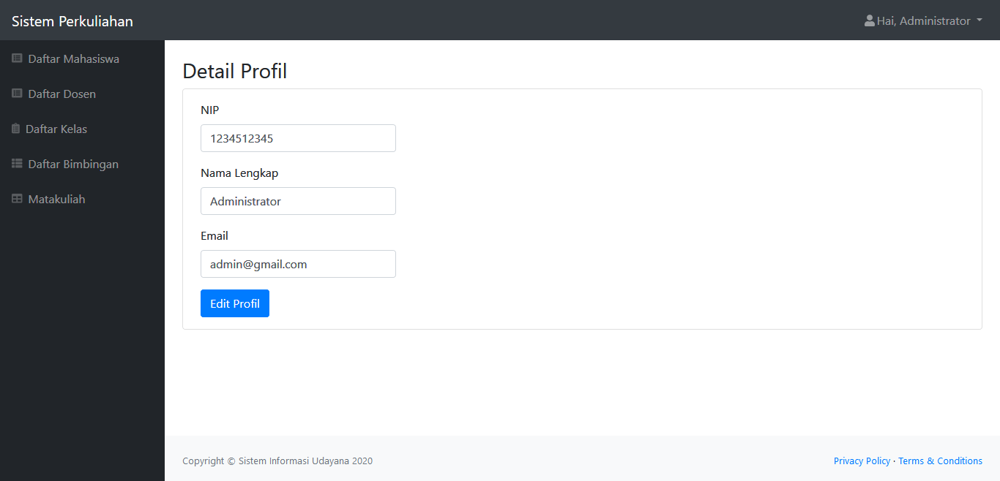 Sistem Perkuliahan
Hai, Administrator
Daftar Mahasiswa
Daftar Dosen
Daftar Kelas
Daftar Bimbingan
Matakuliah
Detail Profil
NIP
1234512345
Nama Lengkap
Administrator
Email
admin@gmail.com
Edit Profil
Copyright © Sistem Informasi Udayana 2020
Privacy Policy · Terms & Conditions